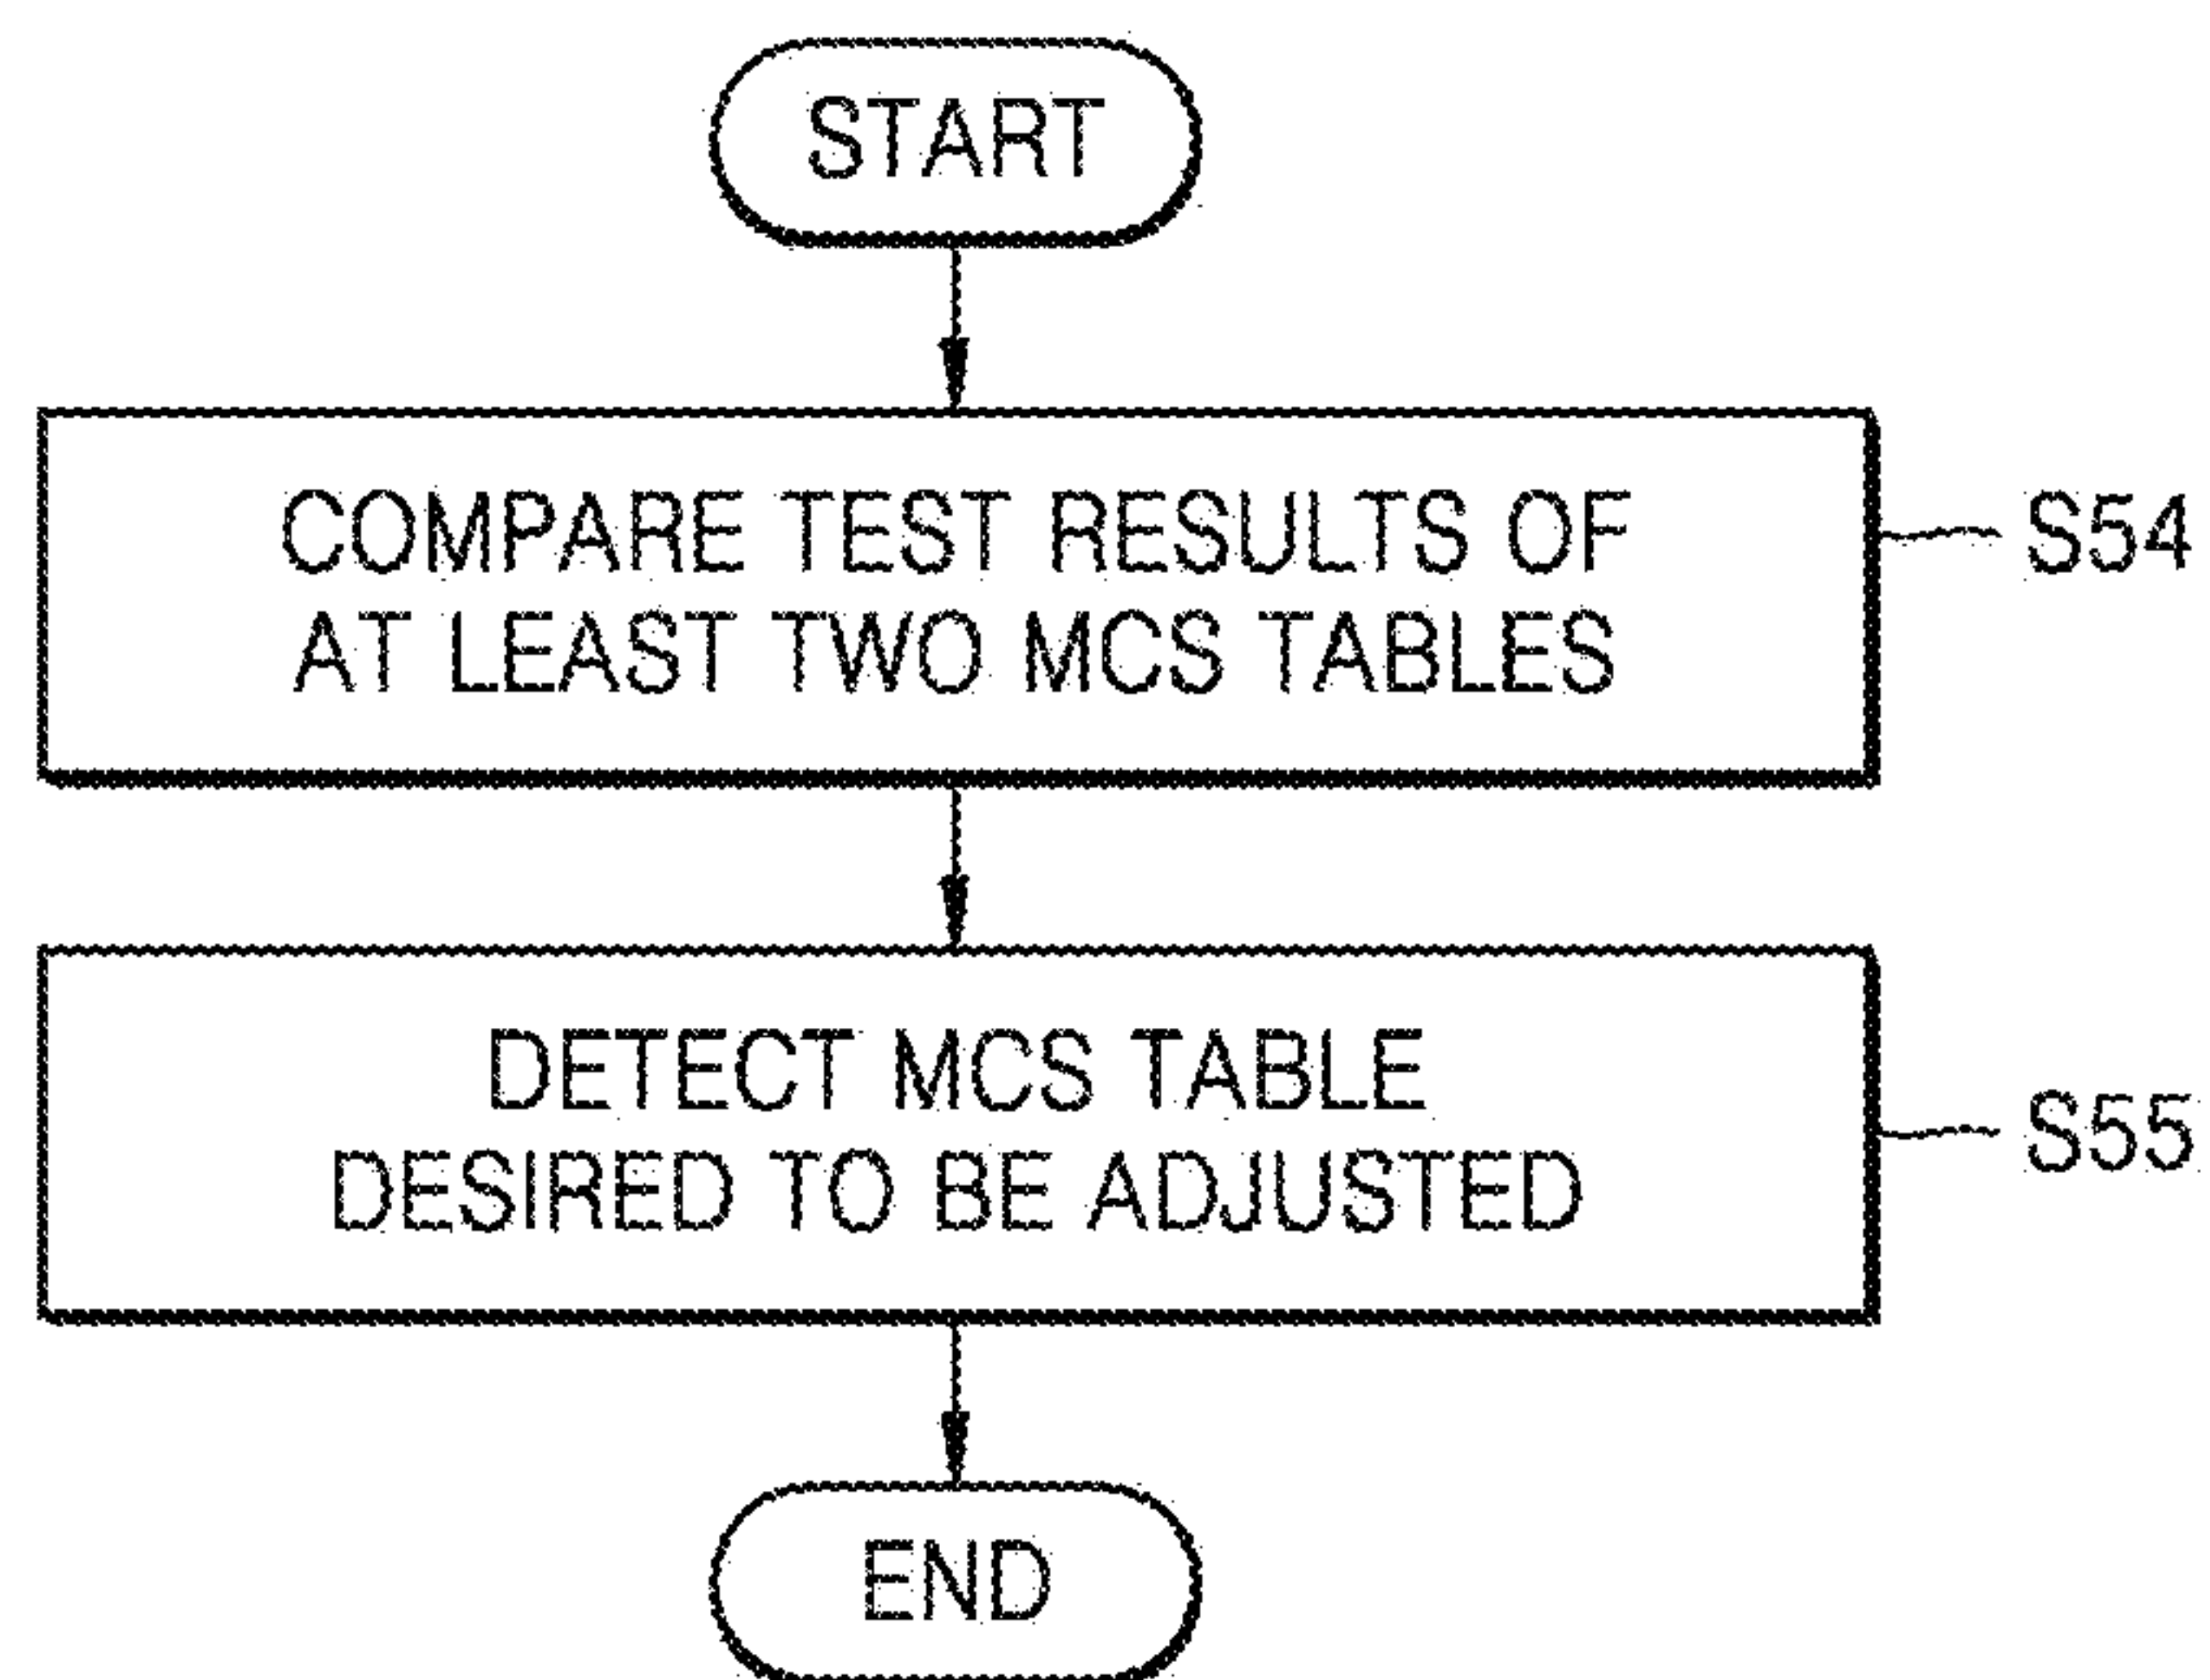 START
COMPARE TEST RESULTS OF
AT LEAST TWO MCS TABLES
S54
DETECT MCS TABLE
DESIRED TO BE ADJUSTED
S55
END